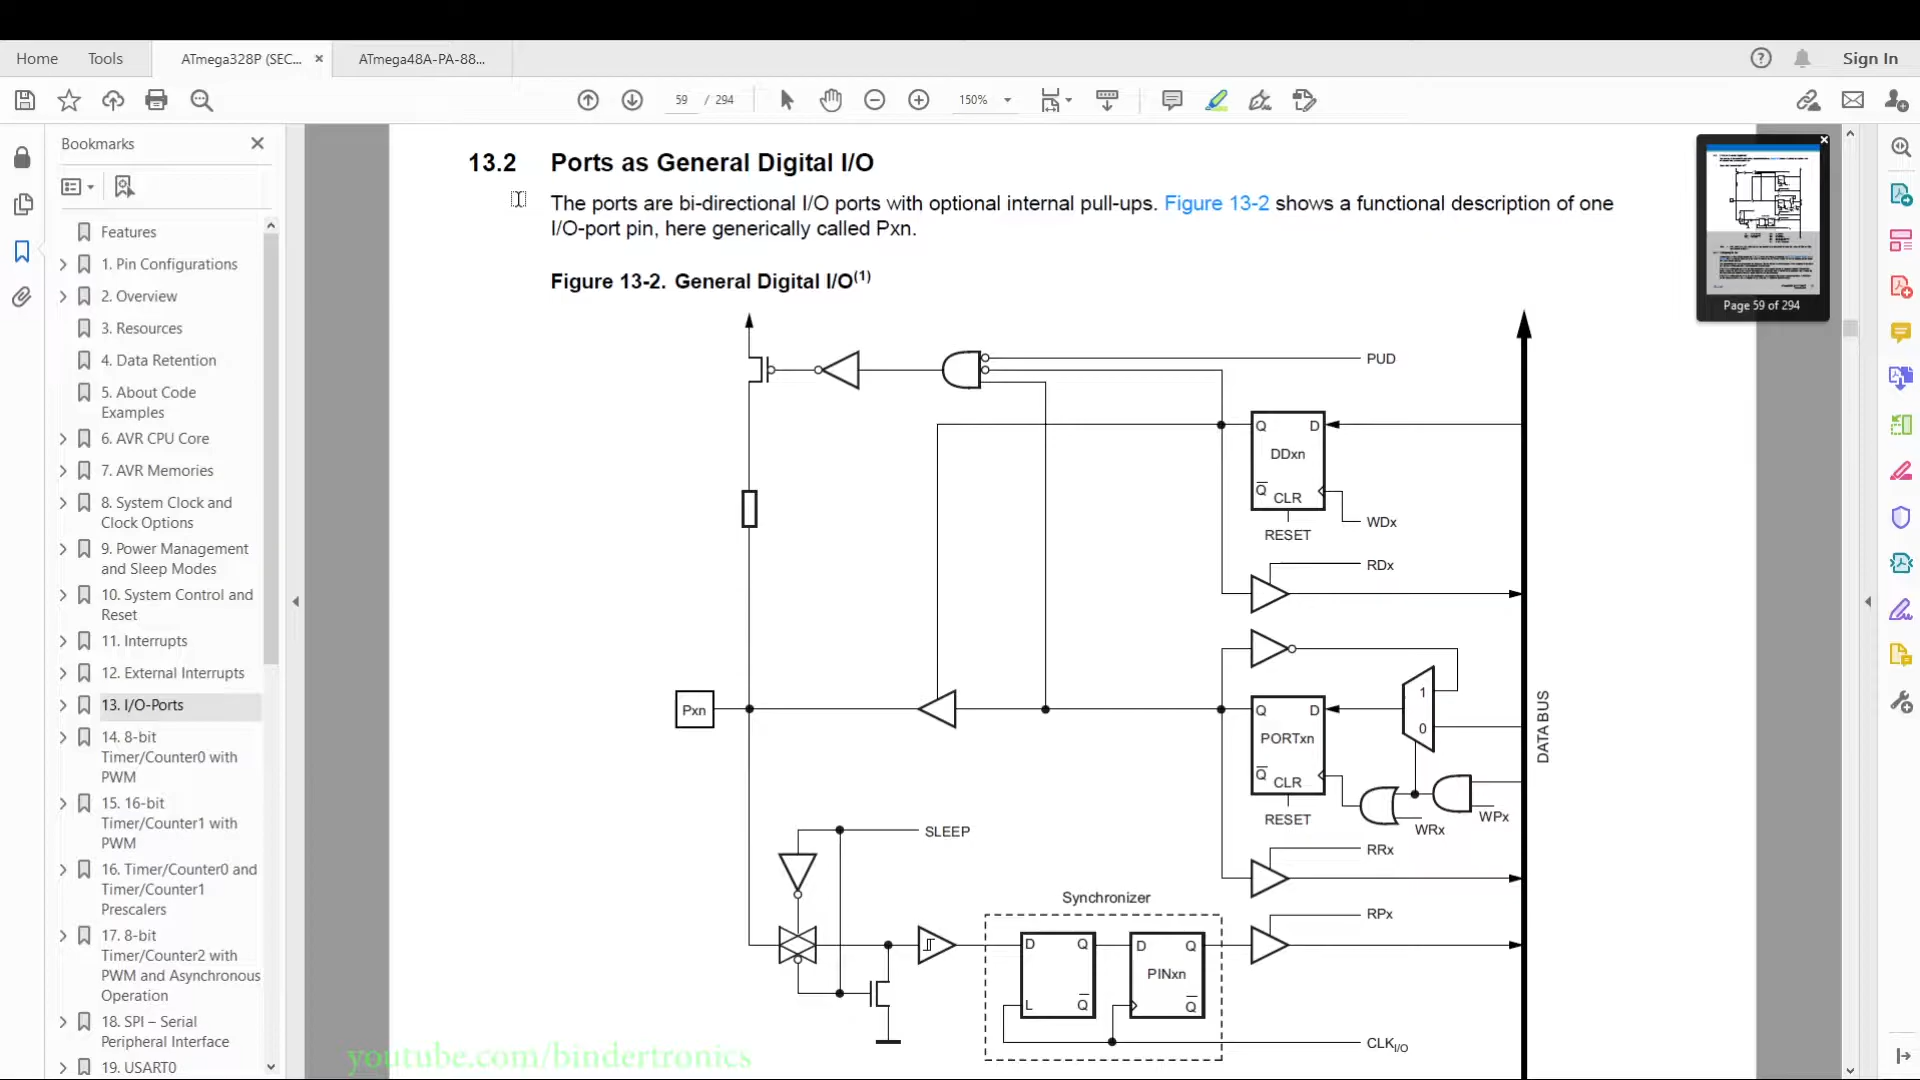 Home
Tools
ATmega328P (SEC...
ATmega48A-PA-88...
Sign In
59 / 294
150%
Bookmarks
Features
1. Pin Configurations
2. Overview
3. Resources
4. Data Retention
5. About Code
Examples
6. AVR CPU Core
7. AVR Memories
8. System Clock and
Clock Options
9. Power Management
and Sleep Modes
10. System Control and
Reset
11. Interrupts
12. External Interrupts
13. I/O-Ports
14. 8-bit
Timer/Counter0 with
PWM
15. 16-bit
Timer/Counter1 with
PWM
16. Timer/Counter0 and
Timer/Counter1
Prescalers
17. 8-bit
Timer/Counter2 with
PWM and Asynchronous
Operation
18. SPI – Serial
Peripheral Interface
19. USART0
13.2 Ports as General Digital I/O
The ports are bi-directional I/O ports with optional internal pull-ups. Figure 13-2 shows a functional description of one
I/O-port pin, here generically called Pxn.
Figure 13-2. General Digital I/O(1)
Page 59 of 294
PUD
Q D
DDxn
Q CLR
WDx
RESET
RDx
1
Pxn
Q D
0
PORTxn
DATA BUS
Q CLR
RESET
WRx
WPx
SLEEP
RRx
Synchronizer
RPx
D Q
D Q
PINxn
L Q
Q
CLKI/O
youtube.com/bindertronics